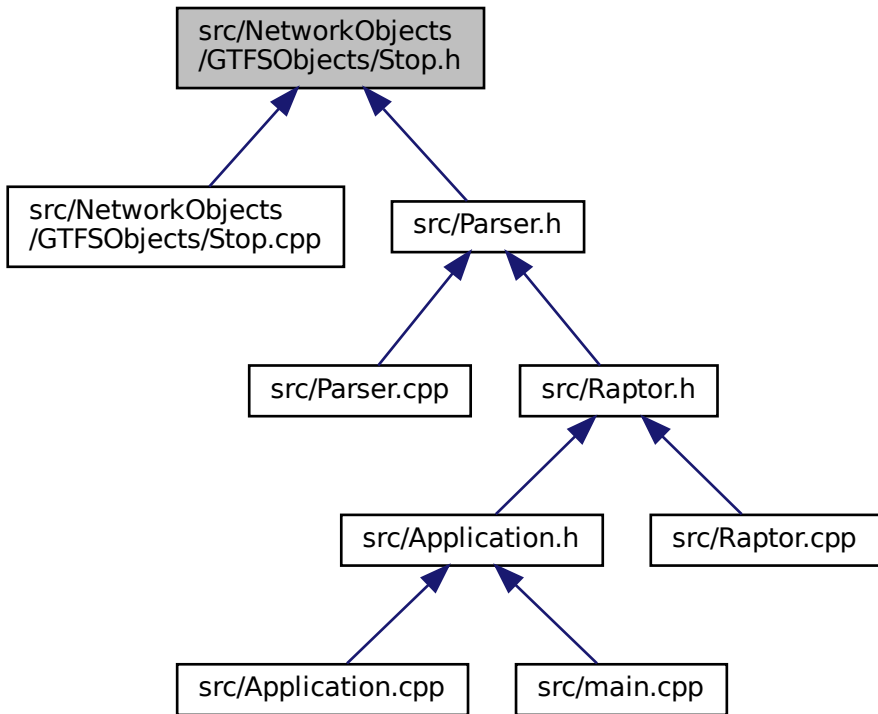 src/NetworkObjects
/GTFSObjects/Stop.h
src/NetworkObjects
/GTFSObjects/Stop.cpp
src/Parser.h
src/Parser.cpp
src/Raptor.h
src/Application.h
src/Raptor.cpp
src/Application.cpp
src/main.cpp